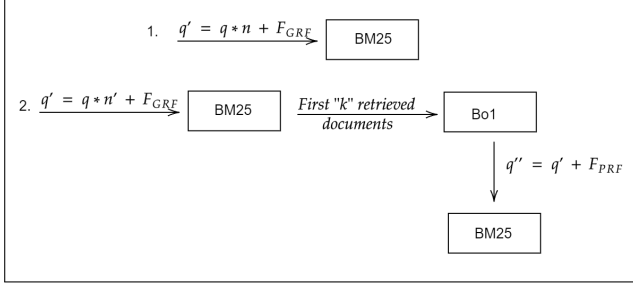 1. q′ = q * n + F_GRF
BM25
2. q′ = q * n′ + F_GRF
BM25
First "k" retrieved
documents
Bo1
q′′ = q′ + F_PRF
BM25